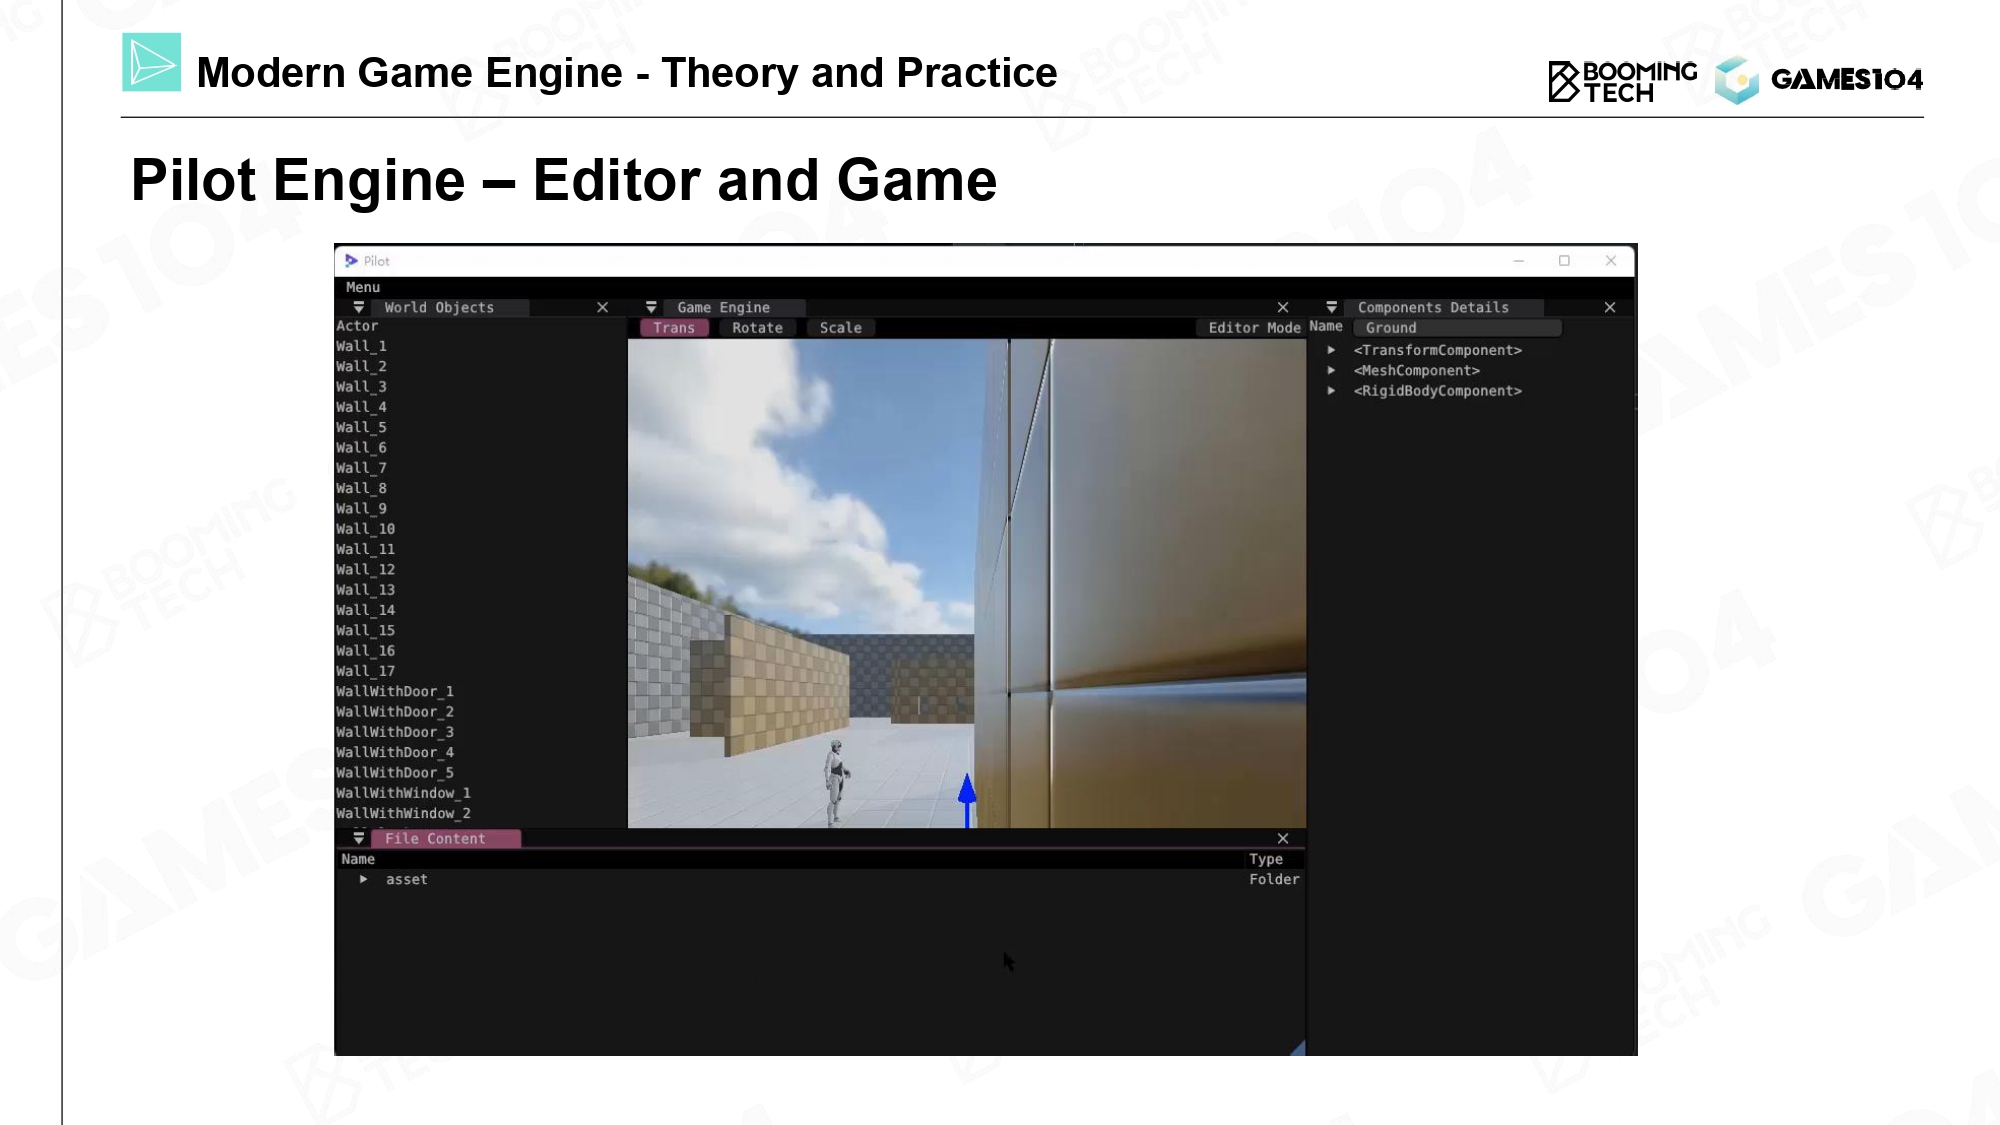 Modern Game Engine - Theory and Practice
BOOMING
TECH
GAMES104
Pilot Engine – Editor and Game
Pilot
Menu
World Objects
Actor
Wall_1
Wall_2
Wall_3
Wall_4
Wall_5
Wall_6
Wall_7
Wall_8
Wall_9
Wall_10
Wall_11
Wall_12
Wall_13
Wall_14
Wall_15
Wall_16
Wall_17
WallWithDoor_1
WallWithDoor_2
WallWithDoor_3
WallWithDoor_4
WallWithDoor_5
WallWithWindow_1
WallWithWindow_2
Game Engine
Trans Rotate Scale Editor Mode
Components Details
Name Ground
<TransformComponent>
<MeshComponent>
<RigidBodyComponent>
File Content
Name Type
asset Folder